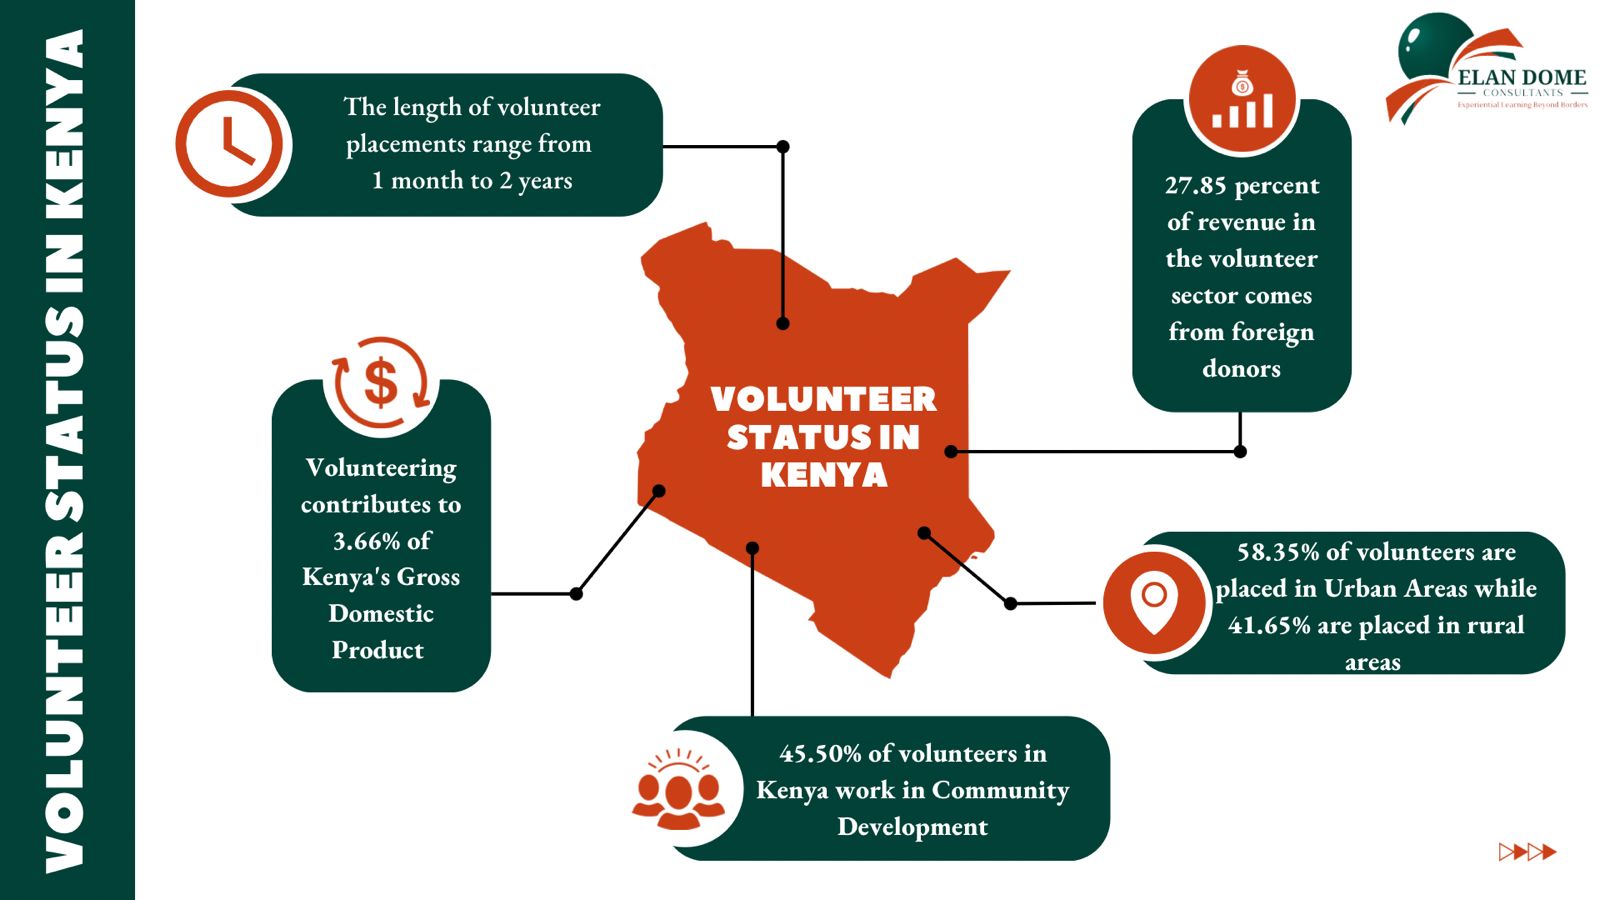 VOLUNTEER STATUS IN KENYA
The length of volunteer
placements range from
1 month to 2 years
ELAN DOME
CONSULTANTS
Experiential Learning Beyond Borders
27.85 percent
of revenue in
the volunteer
sector comes
from foreign
donors
VOLUNTEER
STATUS IN
KENYA
$
Volunteering
contributes to
3.66% of
Kenya's Gross
Domestic
Product
58.35% of volunteers are
placed in Urban Areas while
41.65% are placed in rural
areas
45.50% of volunteers in
Kenya work in Community
Development